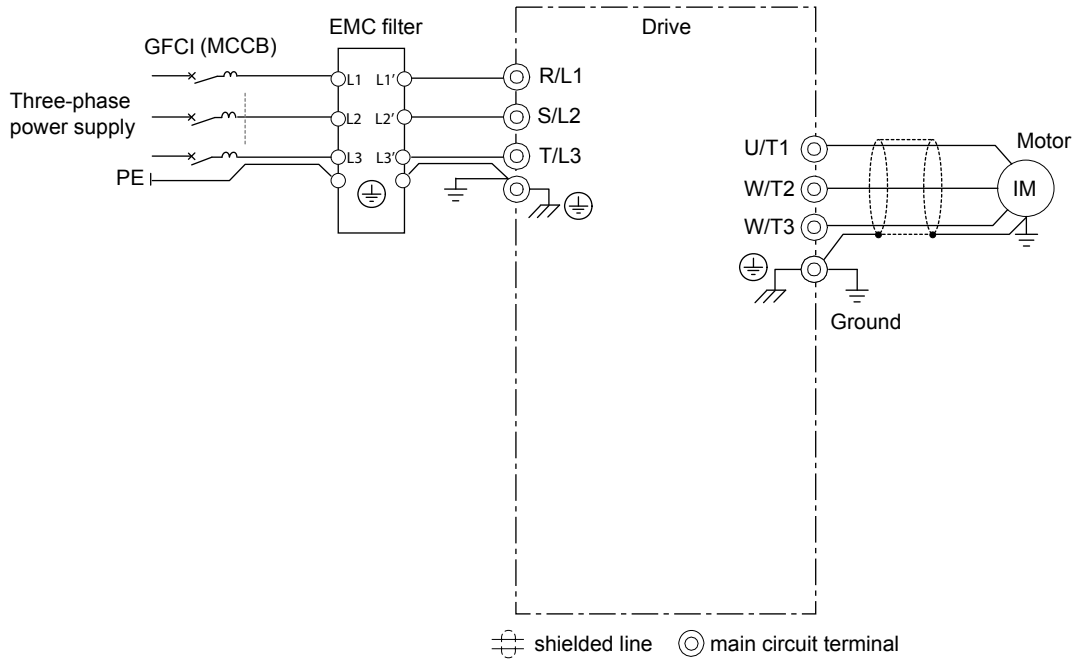 EMC filter
Drive
GFCI (MCCB)
L1 L1′
R/L1
Three-phase
power supply
L2 L2′
S/L2
L3 L3′
T/L3
PE
U/T1
Motor
W/T2
IM
W/T3
Ground
shielded line
main circuit terminal